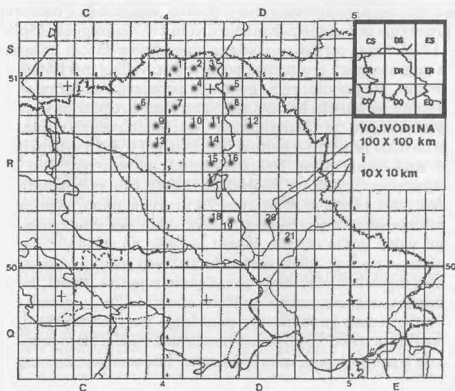 C D
4 5
S
51
CS DS ES
CR DR ER
CQ DQ EQ
VOJVODINA
100 X 100 km
i
10 X 10 km
1 2 3
4 5
6 7 8
9 10 11 12
13 14
15 16
17
18 19 20
21
R
50 50
Q
4 5
C D E